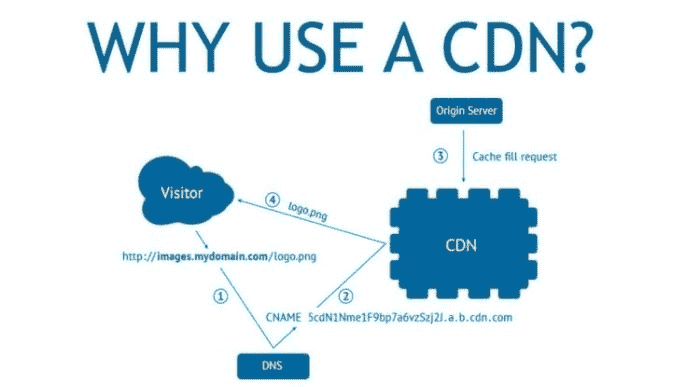 WHY USE A CDN?
Origin Server
③ Cache fill request
Visitor
④ logo.png
CDN
http://images.mydomain.com/logo.png
① ②
CNAME 5cdN1Nme1F9bp7a6vzSzj2J.a.b.cdn.com
DNS